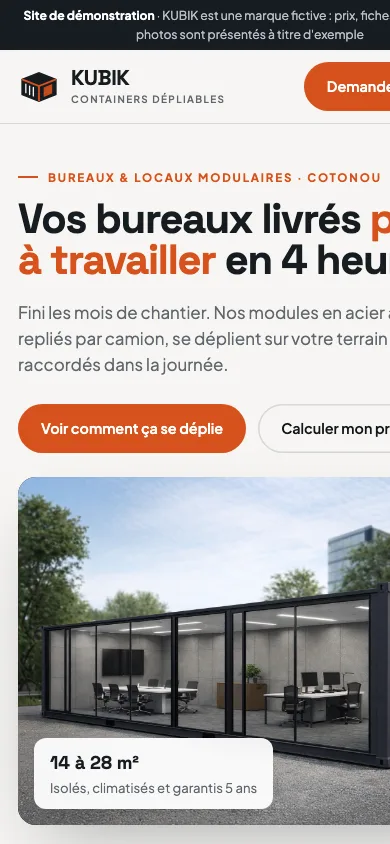 Site de démonstration · KUBIK est une marque fictive : prix, fiche
photos sont présentés à titre d'exemple
KUBIK
CONTAINERS DÉPLIABLES
Demande
BUREAUX & LOCAUX MODULAIRES · COTONOU
Vos bureaux livrés
à travailler en 4 heu
Fini les mois de chantier. Nos modules en acier
repliés par camion, se déplient sur votre terrain
raccordés dans la journée.
Voir comment ça se déplie
Calculer mon pr
14 à 28 m²
Isolés, climatisés et garantis 5 ans